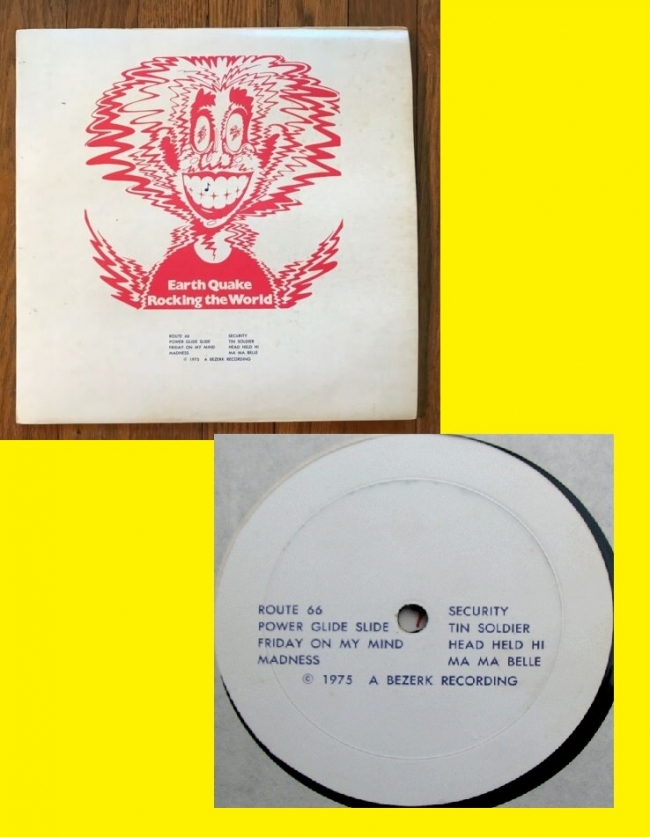 Earth Quake
Rocking the World
ROUTE 66 SECURITY
POWER GLIDE SLIDE TIN SOLDIER
FRIDAY ON MY MIND HEAD HELD HI
MADNESS MA MA BELLE
© 1975 A BEZERK RECORDING
ROUTE 66 SECURITY
POWER GLIDE SLIDE TIN SOLDIER
FRIDAY ON MY MIND HEAD HELD HI
MADNESS MA MA BELLE
© 1975 A BEZERK RECORDING